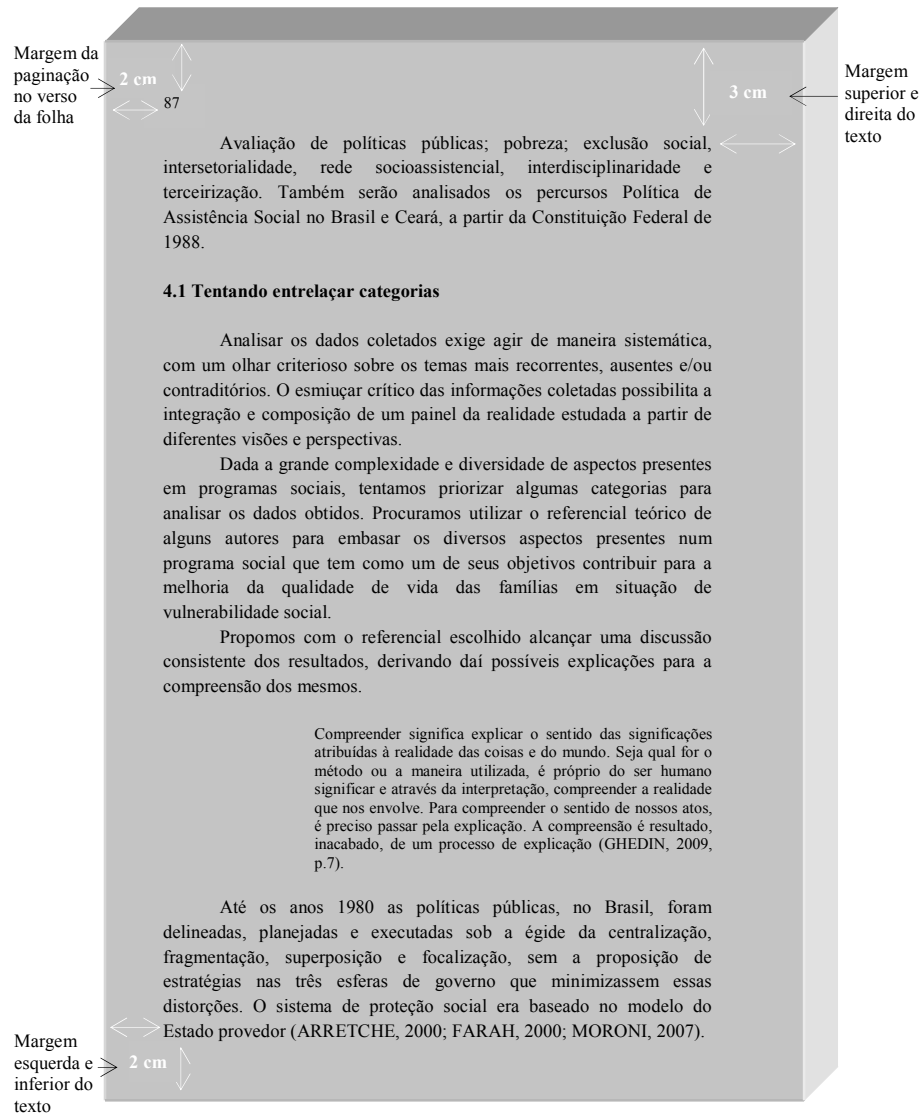 Margem da
paginação
no verso
da folha
2 cm
87
3 cm
Margem
superior e
direita do
texto
Avaliação de políticas públicas; pobreza; exclusão social,
intersetorialidade, rede socioassistencial, interdisciplinaridade e
terceirização. Também serão analisados os percursos Política de
Assistência Social no Brasil e Ceará, a partir da Constituição Federal de
1988.
4.1 Tentando entrelaçar categorias
Analisar os dados coletados exige agir de maneira sistemática,
com um olhar criterioso sobre os temas mais recorrentes, ausentes e/ou
contraditórios. O esmiuçar crítico das informações coletadas possibilita a
integração e composição de um painel da realidade estudada a partir de
diferentes visões e perspectivas.
Dada a grande complexidade e diversidade de aspectos presentes
em programas sociais, tentamos priorizar algumas categorias para
analisar os dados obtidos. Procuramos utilizar o referencial teórico de
alguns autores para embasar os diversos aspectos presentes num
programa social que tem como um de seus objetivos contribuir para a
melhoria da qualidade de vida das famílias em situação de
vulnerabilidade social.
Propomos com o referencial escolhido alcançar uma discussão
consistente dos resultados, derivando daí possíveis explicações para a
compreensão dos mesmos.
Compreender significa explicar o sentido das significações
atribuídas à realidade das coisas e do mundo. Seja qual for o
método ou a maneira utilizada, é próprio do ser humano
significar e através da interpretação, compreender a realidade
que nos envolve. Para compreender o sentido de nossos atos,
é preciso passar pela explicação. A compreensão é resultado,
inacabado, de um processo de explicação (GHEDIN, 2009,
p.7).
Até os anos 1980 as políticas públicas, no Brasil, foram
delineadas, planejadas e executadas sob a égide da centralização,
fragmentação, superposição e focalização, sem a proposição de
estratégias nas três esferas de governo que minimizassem essas
distorções. O sistema de proteção social era baseado no modelo do
Estado provedor (ARRETCHE, 2000; FARAH, 2000; MORONI, 2007).
Margem
esquerda e
inferior do
texto
2 cm